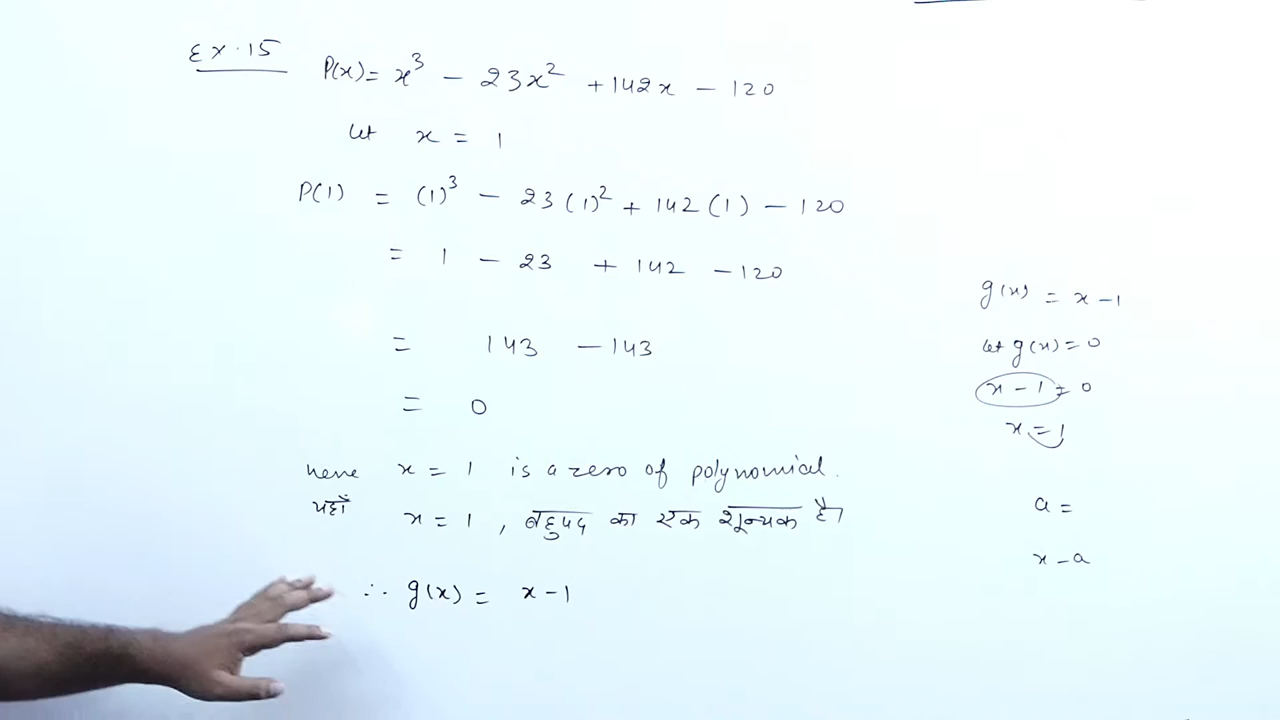 Ex.15
P(x)= x³ - 23x² +142x - 120
Let x = 1
P(1) = (1)³ - 23(1)² + 142(1) - 120
= 1 - 23 + 142 - 120
= 143 - 143
= 0
here x = 1 is a zero of polynomial.
यहाँ x = 1, बहुपद का एक शून्यक है।
∴ g(x) = x - 1
g(x) = x - 1
let g(x) = 0
x - 1 = 0
x = 1
a =
x - a